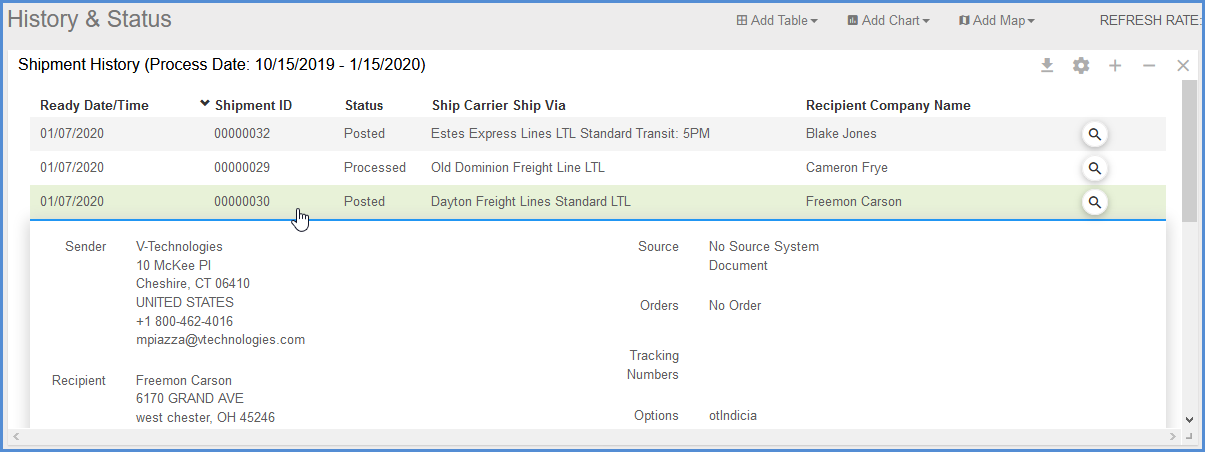 History & Status
Add Table
Add Chart
Add Map
REFRESH RATE:
Shipment History (Process Date: 10/15/2019 - 1/15/2020)
Ready Date/Time Shipment ID Status Ship Carrier Ship Via Recipient Company Name
01/07/2020 00000032 Posted Estes Express Lines LTL Standard Transit: 5PM Blake Jones
01/07/2020 00000029 Processed Old Dominion Freight Line LTL Cameron Frye
01/07/2020 00000030 Posted Dayton Freight Lines Standard LTL Freemon Carson
Sender V-Technologies
10 McKee Pl
Cheshire, CT 06410
UNITED STATES
+1 800-462-4016
mpiazza@vtechnologies.com
Recipient Freemon Carson
6170 GRAND AVE
west chester, OH 45246
Source No Source System
Document
Orders No Order
Tracking
Numbers
Options otIndicia